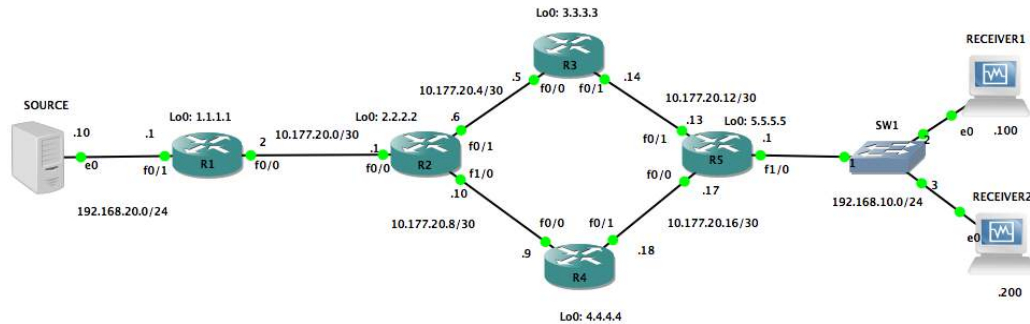 Lo0: 3.3.3.3
RECEIVER1
R3
.5
.14
f0/0
f0/1
SOURCE
10.177.20.4/30
10.177.20.12/30
.100
Lo0: 1.1.1.1
Lo0: 2.2.2.2
.6
.13
Lo0: 5.5.5.5
SW1
e0
.10
.1
2
10.177.20.0/30
f0/1
f0/1
.1
2
R1
.1
R2
R5
1
e0
f0/1
f0/0
f0/0
f1/0
f0/0
f1/0
3
RECEIVER2
.10
.17
192.168.20.0/24
192.168.10.0/24
10.177.20.8/30
f0/0
f0/1
10.177.20.16/30
e0
.9
.18
R4
.200
Lo0: 4.4.4.4